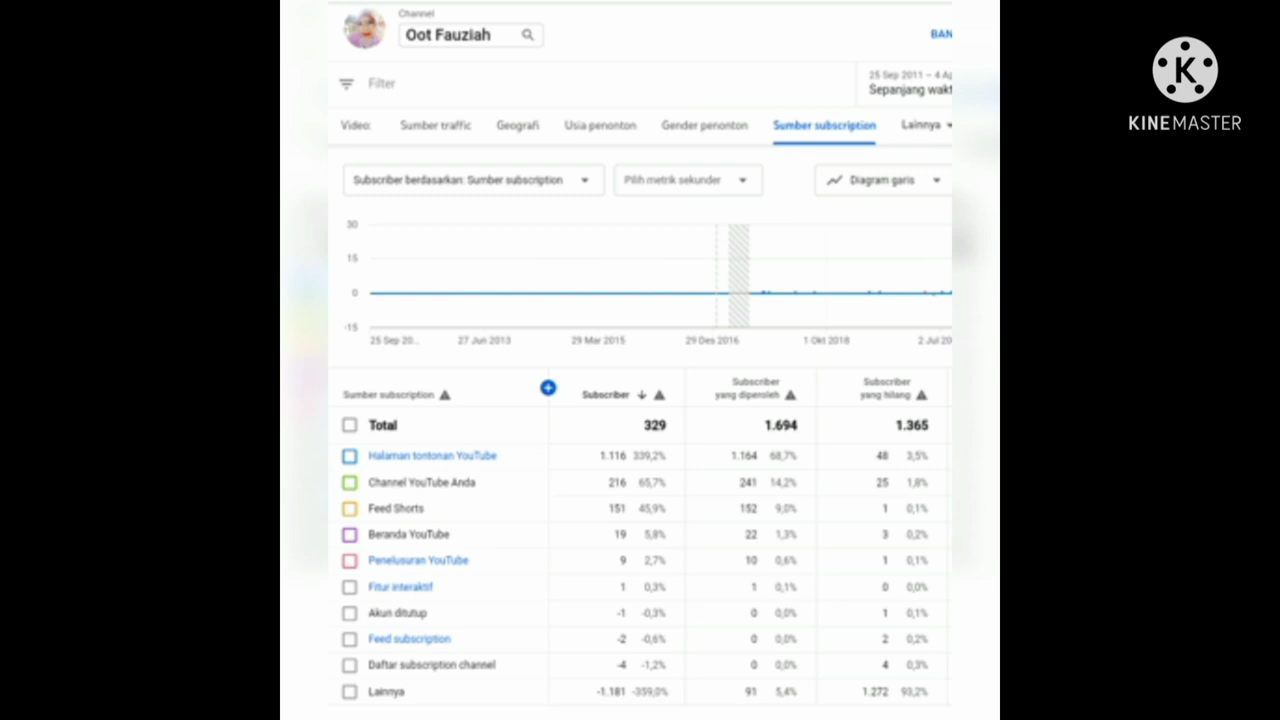 Channel
Oot Fauziah
BAN
Filter
25 Sep 2011 – 4 Ap
Sepanjang wakt
Video: Sumber traffic Geografi Usia penonton Gender penonton Sumber subscription Lainnya
Subscriber berdasarkan: Sumber subscription Pilih metrik sekunder Diagram garis
30
15
0
-15
25 Sep 20... 27 Jun 2013 29 Mar 2015 29 Des 2016 1 Okt 2018 2 Jul 20
Sumber subscription Subscriber Subscriber yang diperoleh Subscriber yang hilang
Total 329 1.694 1.365
Halaman tontonan YouTube 1.116 339,2% 1.164 68,7% 48 3,5%
Channel YouTube Anda 216 65,7% 241 14,2% 25 1,8%
Feed Shorts 151 45,9% 152 9,0% 1 0,1%
Beranda YouTube 19 5,8% 22 1,3% 3 0,2%
Penelusuran YouTube 9 2,7% 10 0,6% 1 0,1%
Fitur interaktif 1 0,3% 1 0,1% 0 0,0%
Akun ditutup -1 -0,3% 0 0,0% 1 0,1%
Feed subscription -2 -0,6% 0 0,0% 2 0,2%
Daftar subscription channel -4 -1,2% 0 0,0% 4 0,3%
Lainnya -1.181 -359,0% 91 5,4% 1.272 93,2%
K
KINEMASTER